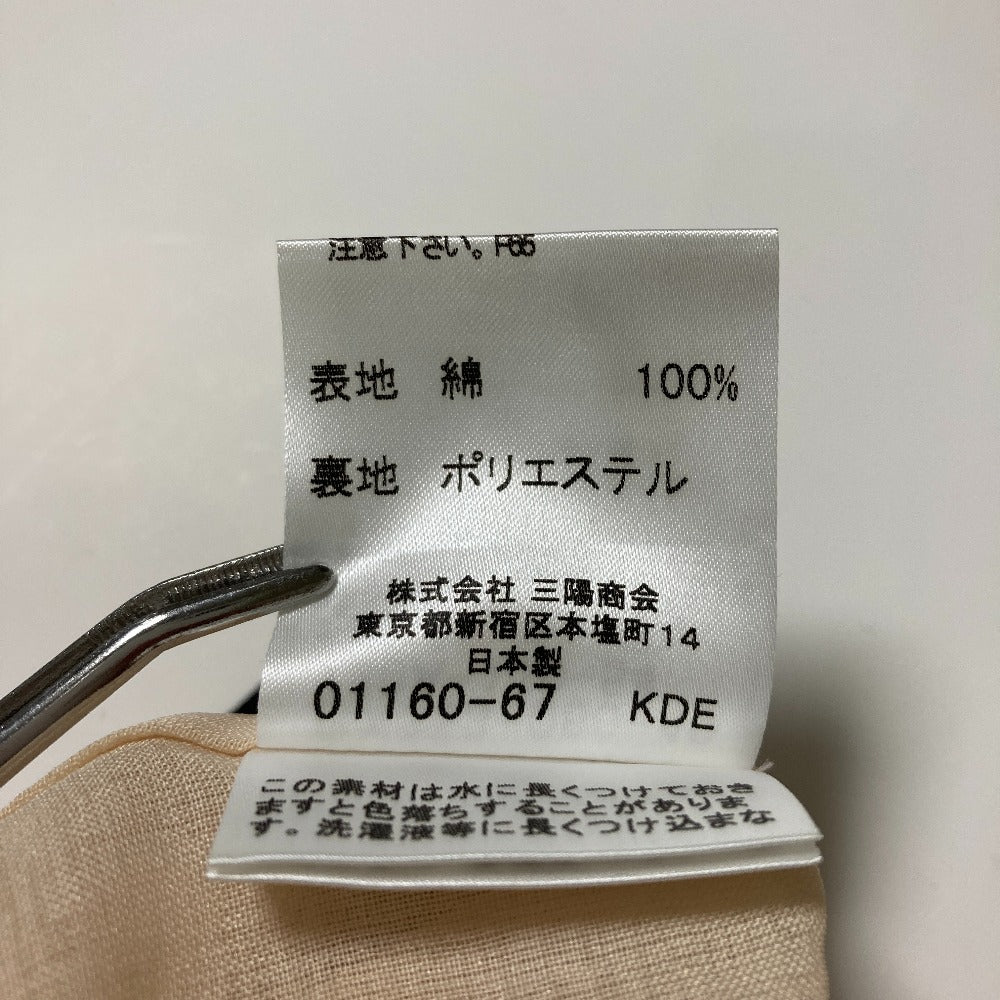 注意下さい。F65
表地 綿 100%
裏地 ポリエステル
株式会社 三陽商会
東京都新宿区本塩町14
日本製
01160-67 KDE
この素材は水に長くつけておき
ますと色落ちすることがありま
す。洗濯液等に長くつけ込まな